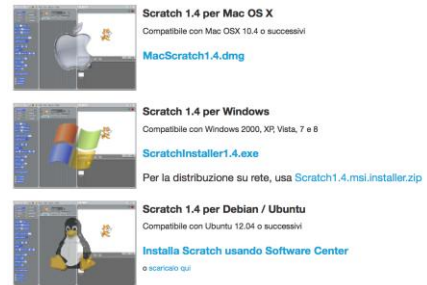 Scratch 1.4 per Mac OS X
Compatibile con Mac OSX 10.4 o successivi
MacScratch1.4.dmg
Scratch 1.4 per Windows
Compatibile con Windows 2000, XP, Vista, 7 e 8
ScratchInstaller1.4.exe
Per la distribuzione su rete, usa Scratch1.4.msi.installer.zip
Scratch 1.4 per Debian / Ubuntu
Compatibile con Ubuntu 12.04 o successivi
Installa Scratch usando Software Center
o scaricalo qui